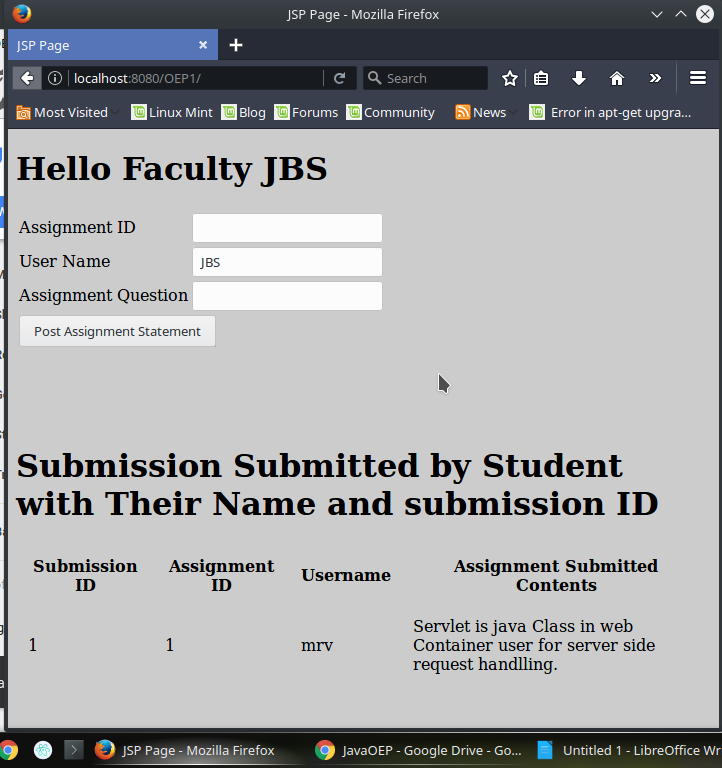 JSP Page - Mozilla Firefox
JSP Page
localhost:8080/OEP1/
Search
Most Visited
Linux Mint
Blog
Forums
Community
News
Error in apt-get upgra...
Hello Faculty JBS
Assignment ID
User Name
JBS
Assignment Question
Post Assignment Statement
Submission Submitted by Student
with Their Name and submission ID
Submission
ID
Assignment
ID
Username
Assignment Submitted
Contents
1
1
mrv
Servlet is java Class in web
Container user for server side
request handlling.
JSP Page - Mozilla Firefox
JavaOEP - Google Drive - Go...
Untitled 1 - LibreOffice Wr